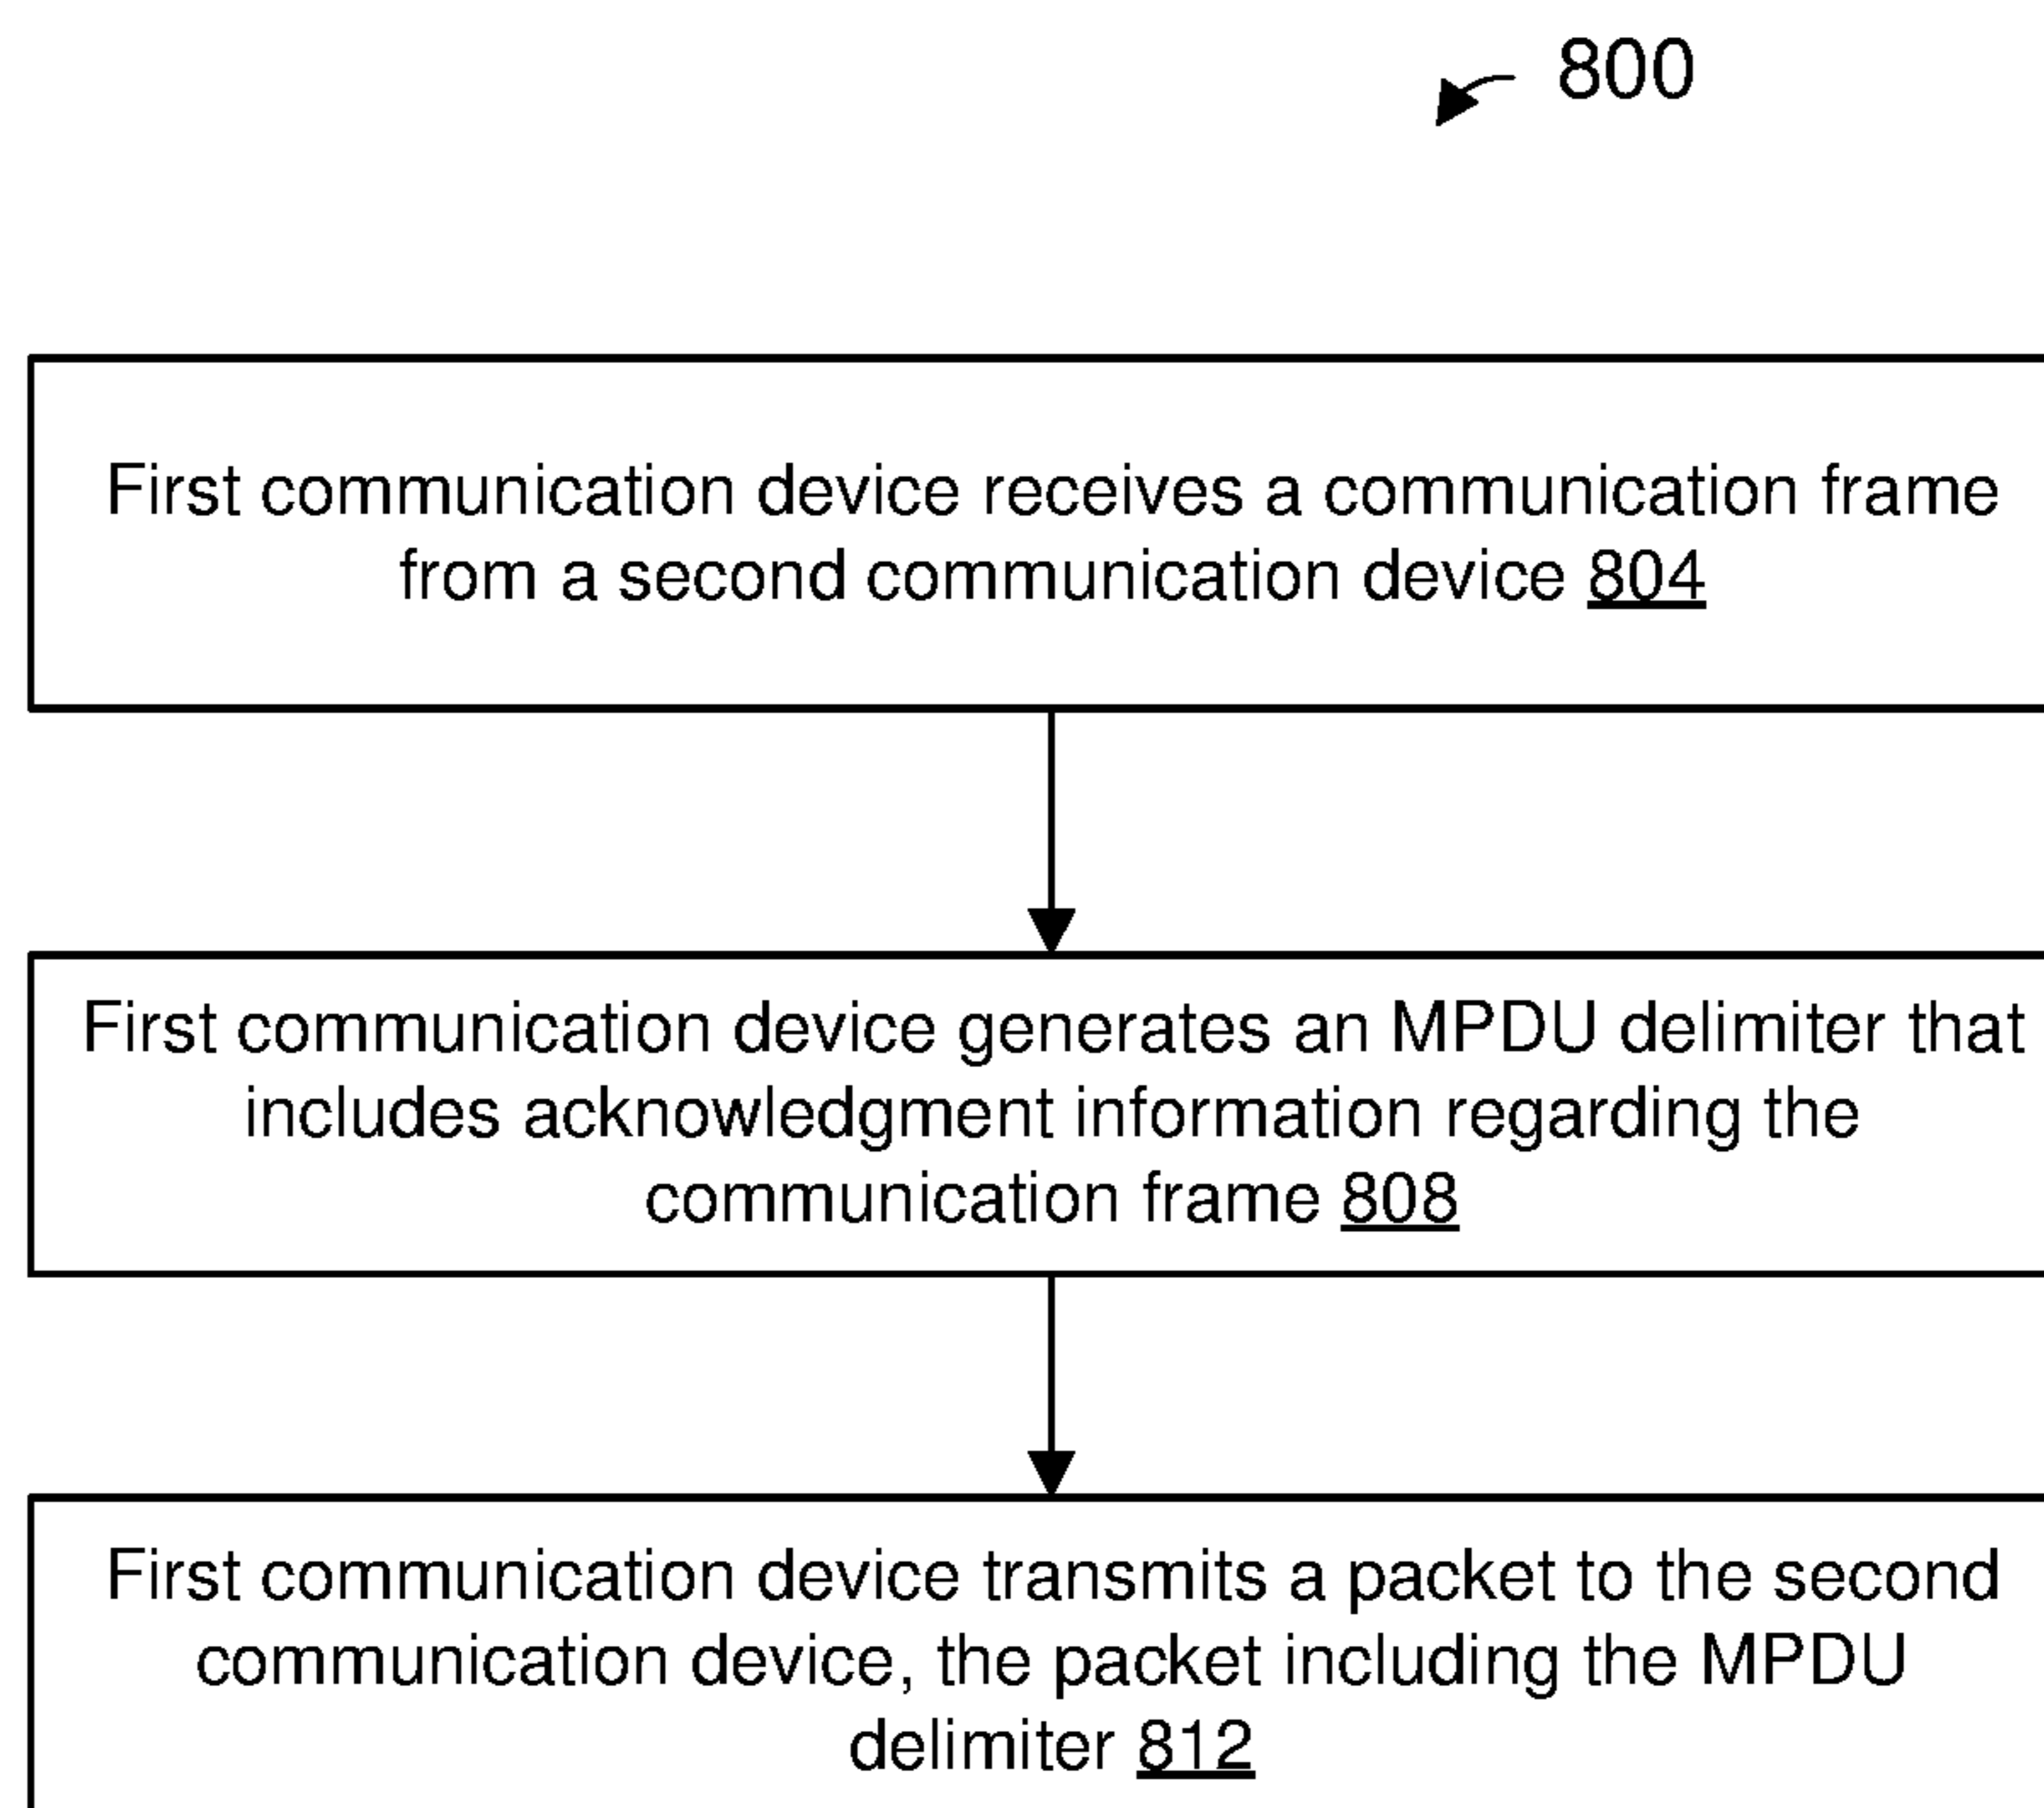 800
First communication device receives a communication frame
from a second communication device 804
First communication device generates an MPDU delimiter that
includes acknowledgment information regarding the
communication frame 808
First communication device transmits a packet to the second
communication device, the packet including the MPDU
delimiter 812